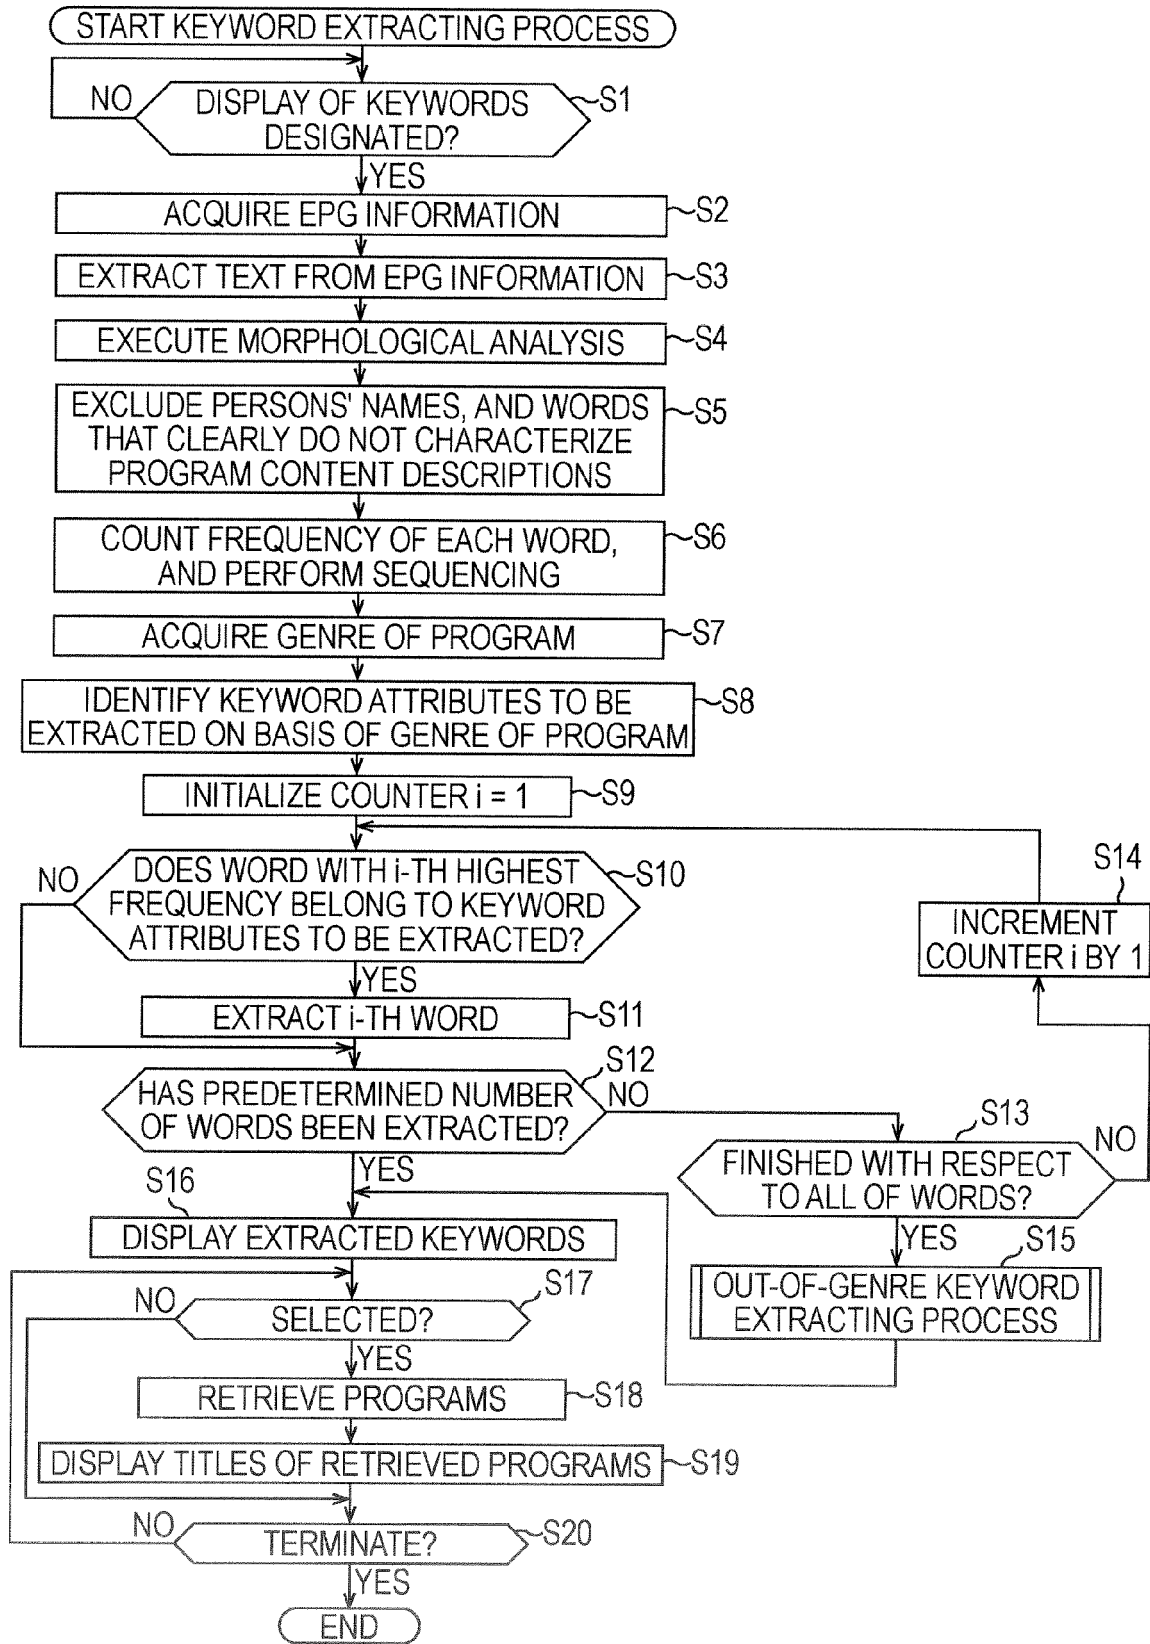 START KEYWORD EXTRACTING PROCESS
NO
DISPLAY OF KEYWORDS
DESIGNATED?
S1
YES
ACQUIRE EPG INFORMATION
S2
EXTRACT TEXT FROM EPG INFORMATION
S3
EXECUTE MORPHOLOGICAL ANALYSIS
S4
EXCLUDE PERSONS' NAMES, AND WORDS
THAT CLEARLY DO NOT CHARACTERIZE
PROGRAM CONTENT DESCRIPTIONS
S5
COUNT FREQUENCY OF EACH WORD,
AND PERFORM SEQUENCING
S6
ACQUIRE GENRE OF PROGRAM
S7
IDENTIFY KEYWORD ATTRIBUTES TO BE
EXTRACTED ON BASIS OF GENRE OF PROGRAM
S8
INITIALIZE COUNTER i = 1
S9
NO
DOES WORD WITH i-TH HIGHEST
FREQUENCY BELONG TO KEYWORD
ATTRIBUTES TO BE EXTRACTED?
S10
S14
INCREMENT
COUNTER i BY 1
YES
EXTRACT i-TH WORD
S11
HAS PREDETERMINED NUMBER
OF WORDS BEEN EXTRACTED?
S12
NO
S13
FINISHED WITH RESPECT
TO ALL OF WORDS?
NO
YES
S16
DISPLAY EXTRACTED KEYWORDS
YES
S15
OUT-OF-GENRE KEYWORD
EXTRACTING PROCESS
NO
SELECTED?
S17
YES
RETRIEVE PROGRAMS
S18
DISPLAY TITLES OF RETRIEVED PROGRAMS
S19
NO
TERMINATE?
S20
YES
END